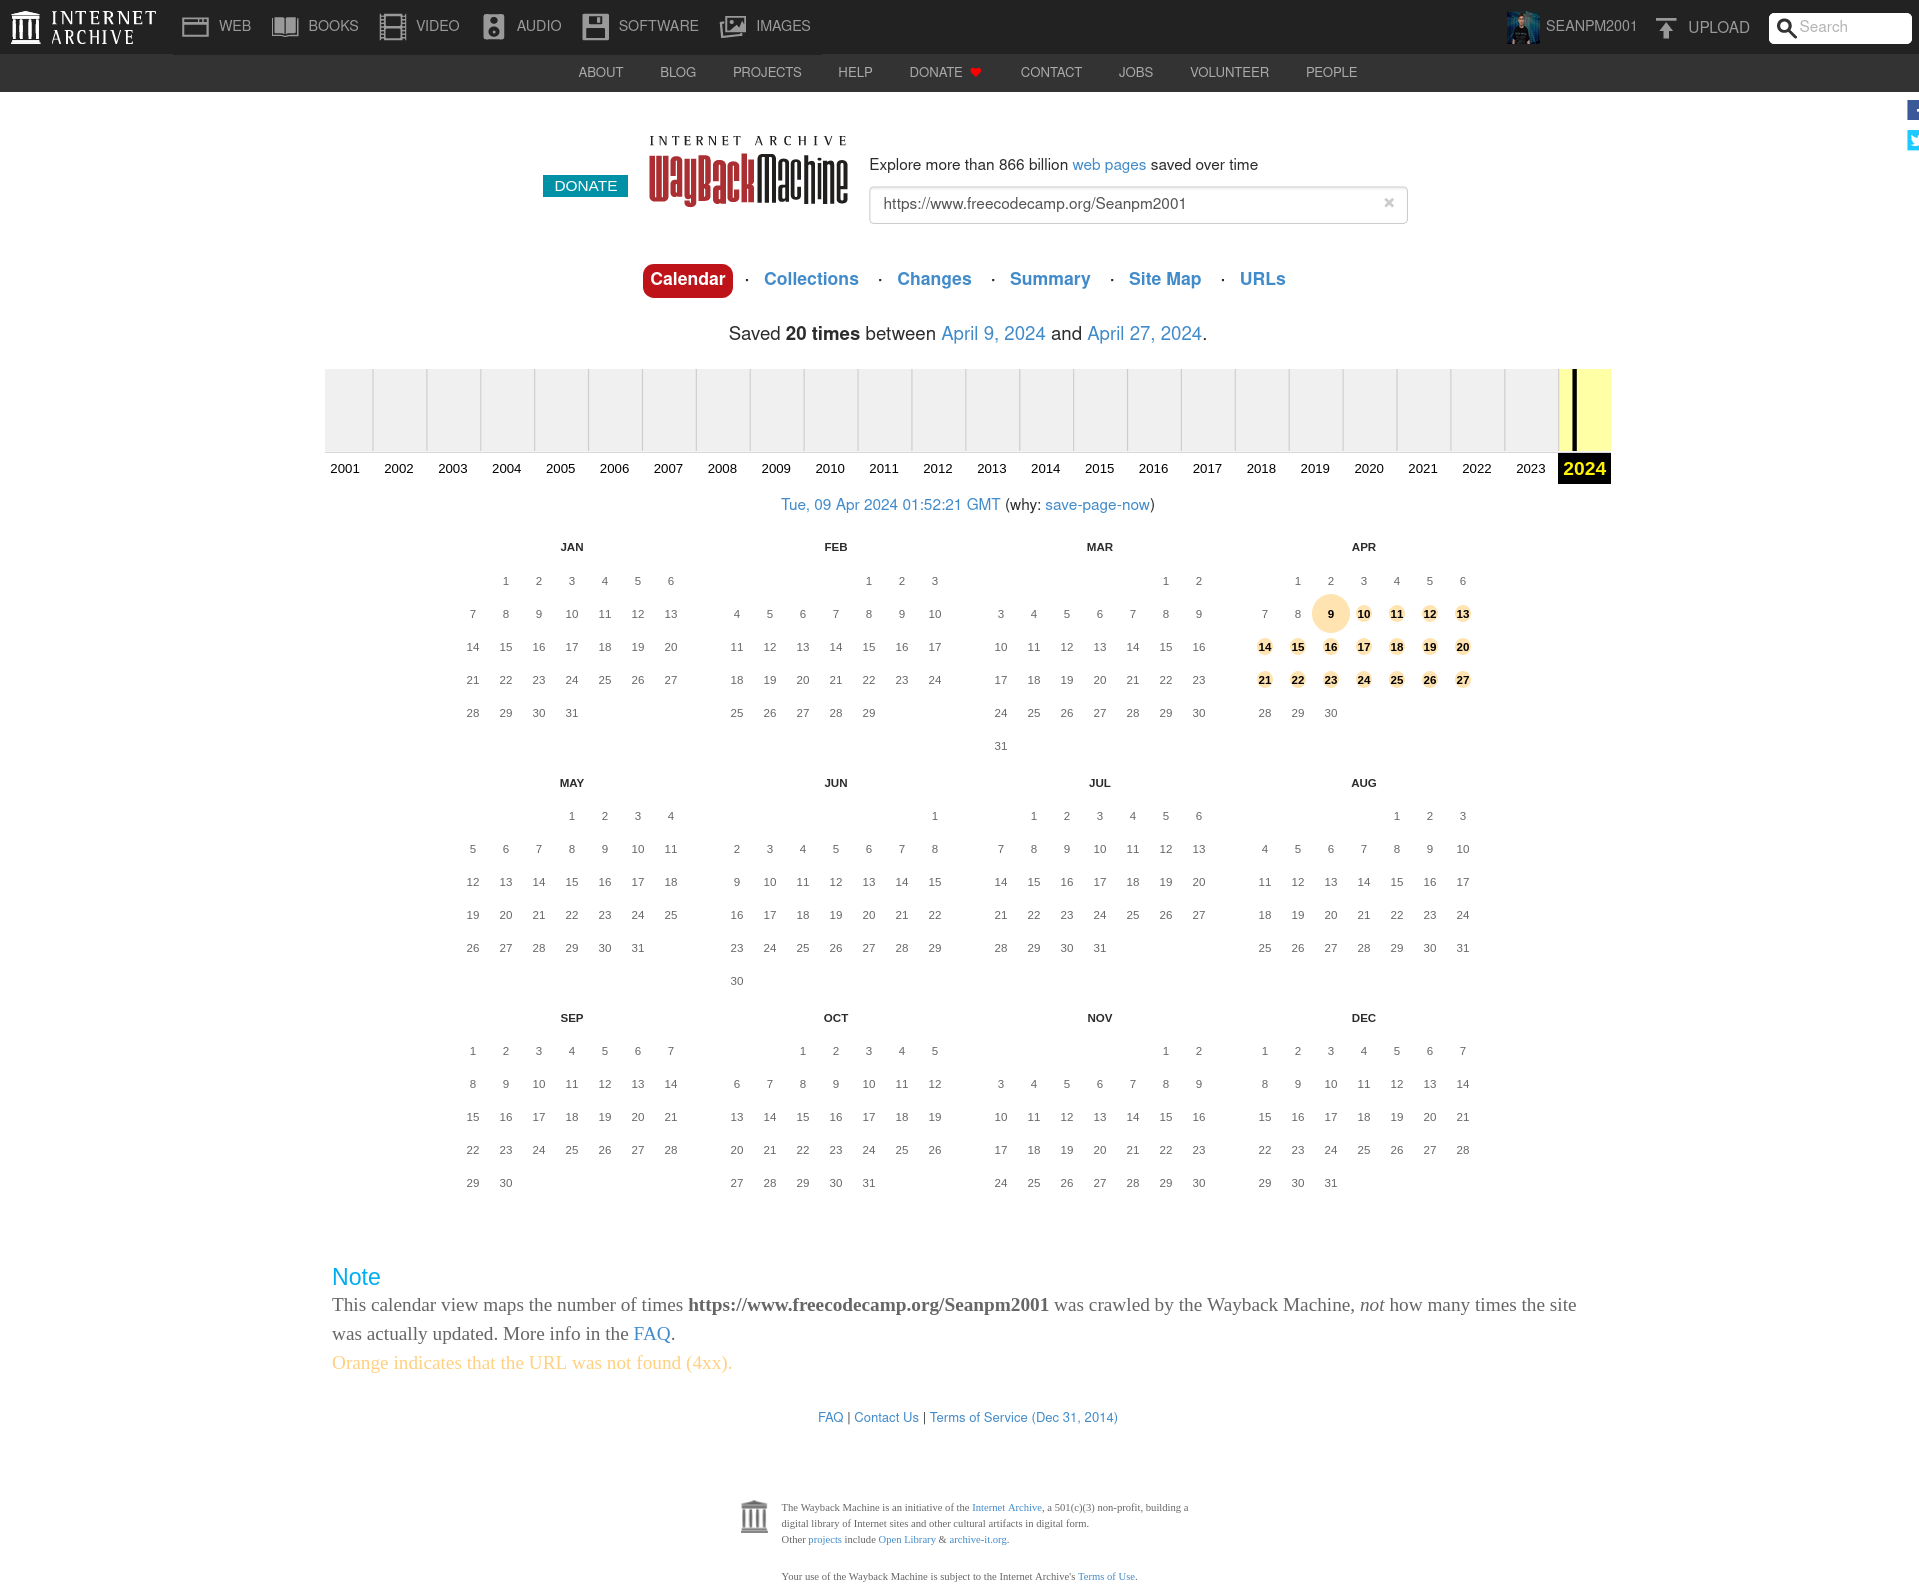 INTERNET ARCHIVE
WEB BOOKS VIDEO AUDIO SOFTWARE IMAGES SEANPM2001 UPLOAD Search
ABOUT BLOG PROJECTS HELP DONATE CONTACT JOBS VOLUNTEER PEOPLE
DONATE
INTERNET ARCHIVE
WayBackMachine
Explore more than 866 billion web pages saved over time
https://www.freecodecamp.org/Seanpm2001 ×
Calendar · Collections · Changes · Summary · Site Map · URLs
Saved 20 times between April 9, 2024 and April 27, 2024.
2001 2002 2003 2004 2005 2006 2007 2008 2009 2010 2011 2012 2013 2014 2015 2016 2017 2018 2019 2020 2021 2022 2023 2024
Tue, 09 Apr 2024 01:52:21 GMT (why: save-page-now)
JAN FEB MAR APR
1 2 3 4 5 6 1 2 3 1 2 1 2 3 4 5 6
7 8 9 10 11 12 13 4 5 6 7 8 9 10 3 4 5 6 7 8 9 7 8 9 10 11 12 13
14 15 16 17 18 19 20 11 12 13 14 15 16 17 10 11 12 13 14 15 16 14 15 16 17 18 19 20
21 22 23 24 25 26 27 18 19 20 21 22 23 24 17 18 19 20 21 22 23 21 22 23 24 25 26 27
28 29 30 31 25 26 27 28 29 24 25 26 27 28 29 30 28 29 30
31
MAY JUN JUL AUG
1 2 3 4 1 1 2 3 4 5 6 1 2 3
5 6 7 8 9 10 11 2 3 4 5 6 7 8 7 8 9 10 11 12 13 4 5 6 7 8 9 10
12 13 14 15 16 17 18 9 10 11 12 13 14 15 14 15 16 17 18 19 20 11 12 13 14 15 16 17
19 20 21 22 23 24 25 16 17 18 19 20 21 22 21 22 23 24 25 26 27 18 19 20 21 22 23 24
26 27 28 29 30 31 23 24 25 26 27 28 29 28 29 30 31 25 26 27 28 29 30 31
30
SEP OCT NOV DEC
1 2 3 4 5 6 7 1 2 3 4 5 1 2 1 2 3 4 5 6 7
8 9 10 11 12 13 14 6 7 8 9 10 11 12 3 4 5 6 7 8 9 8 9 10 11 12 13 14
15 16 17 18 19 20 21 13 14 15 16 17 18 19 10 11 12 13 14 15 16 15 16 17 18 19 20 21
22 23 24 25 26 27 28 20 21 22 23 24 25 26 17 18 19 20 21 22 23 22 23 24 25 26 27 28
29 30 27 28 29 30 31 24 25 26 27 28 29 30 29 30 31
Note
This calendar view maps the number of times https://www.freecodecamp.org/Seanpm2001 was crawled by the Wayback Machine, not how many times the site
was actually updated. More info in the FAQ.
Orange indicates that the URL was not found (4xx).
FAQ | Contact Us | Terms of Service (Dec 31, 2014)
The Wayback Machine is an initiative of the Internet Archive, a 501(c)(3) non-profit, building a
digital library of Internet sites and other cultural artifacts in digital form.
Other projects include Open Library & archive-it.org.
Your use of the Wayback Machine is subject to the Internet Archive's Terms of Use.